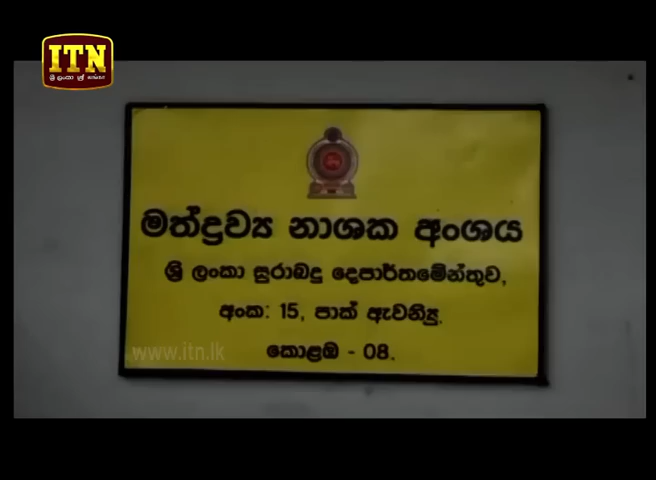 ITN
ශ්‍රී ලංකා
මත්ද්‍රව්‍ය නාශක අංශය
ශ්‍රී ලංකා සුරාබදු දෙපාර්තමේන්තුව,
අංක: 15, පාක් ඇවනියු,
www.itn.lk
කොළඹ - 08.